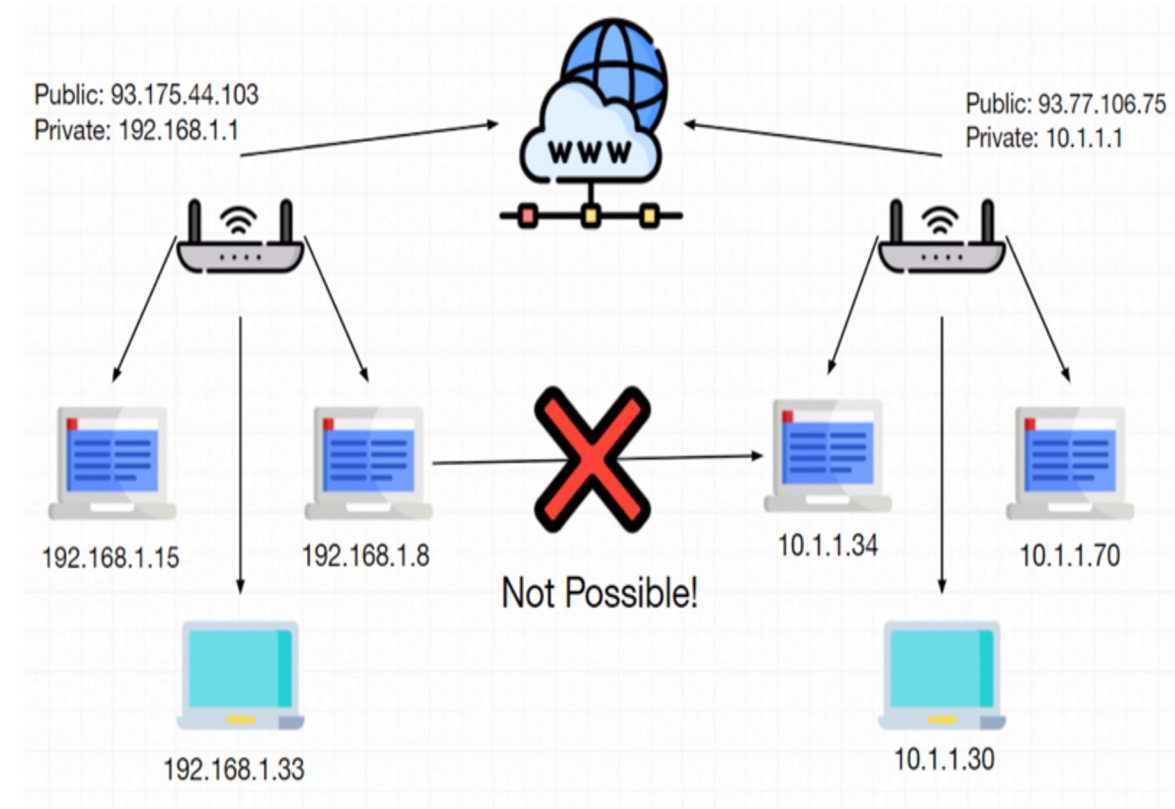 Public: 93.175.44.103
Private: 192.168.1.1
WWW
Public: 93.77.106.75
Private: 10.1.1.1
192.168.1.15
192.168.1.8
10.1.1.34
10.1.1.70
Not Possible!
192.168.1.33
10.1.1.30